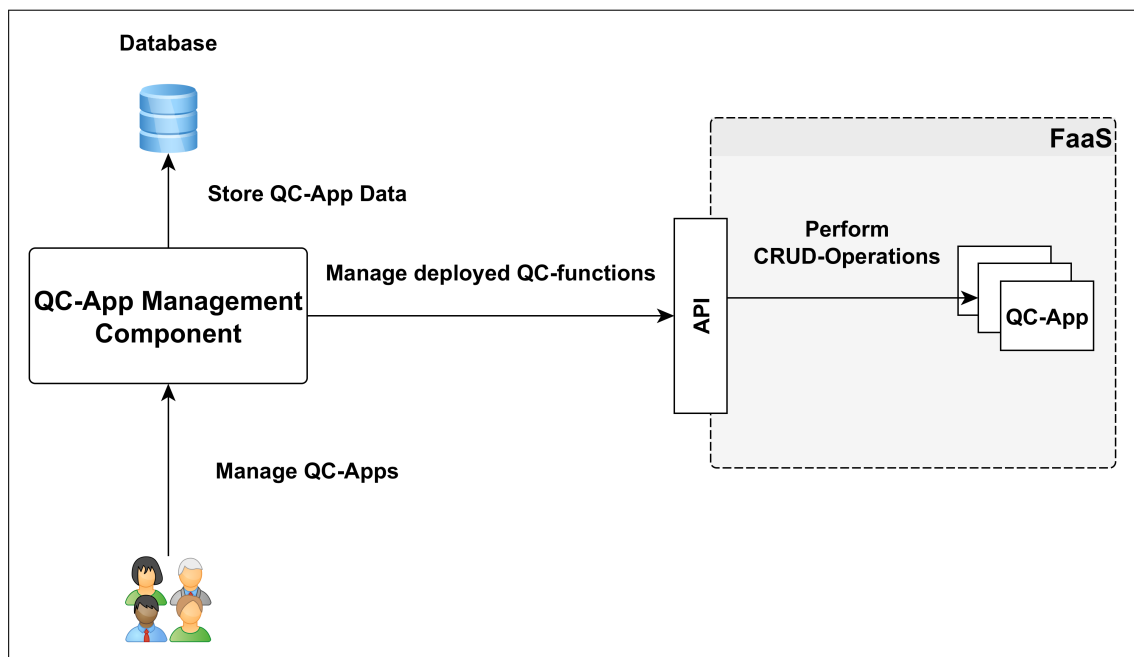 Database
FaaS
Store QC-App Data
Perform
CRUD-Operations
Manage deployed QC-functions
QC-App Management
Component
API
QC-App
Manage QC-Apps